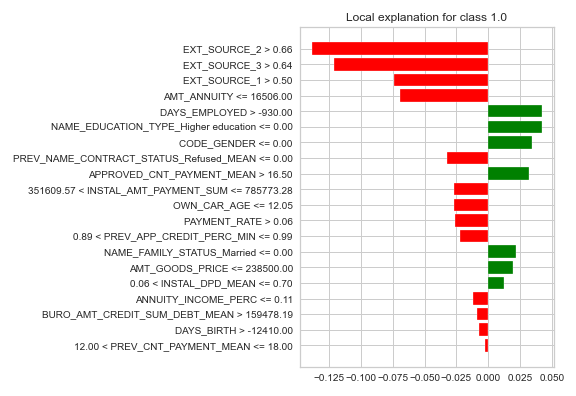 Local explanation for class 1.0
EXT_SOURCE_2 > 0.66
EXT_SOURCE_3 > 0.64
EXT_SOURCE_1 > 0.50
AMT_ANNUITY <= 16506.00
DAYS_EMPLOYED > -930.00
NAME_EDUCATION_TYPE_Higher education <= 0.00
CODE_GENDER <= 0.00
PREV_NAME_CONTRACT_STATUS_Refused_MEAN <= 0.00
APPROVED_CNT_PAYMENT_MEAN > 16.50
351609.57 < INSTAL_AMT_PAYMENT_SUM <= 785773.28
OWN_CAR_AGE <= 12.05
PAYMENT_RATE > 0.06
0.89 < PREV_APP_CREDIT_PERC_MIN <= 0.99
NAME_FAMILY_STATUS_Married <= 0.00
AMT_GOODS_PRICE <= 238500.00
0.06 < INSTAL_DPD_MEAN <= 0.70
ANNUITY_INCOME_PERC <= 0.11
BURO_AMT_CREDIT_SUM_DEBT_MEAN > 159478.19
DAYS_BIRTH > -12410.00
12.00 < PREV_CNT_PAYMENT_MEAN <= 18.00
−0.125 −0.100 −0.075 −0.050 −0.025 0.000 0.025 0.050